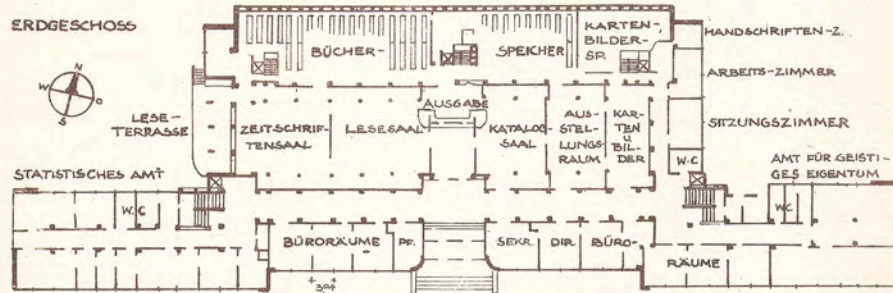 ERDGESCHOSS
N
W
O
S
BÜCHER-
SPEICHER
KARTEN-
BILDER-
SP.
HANDSCHRIFTEN-Z.
ARBEITS-ZIMMER
SITZUNGSZIMMER
LESE-
TERRASSE
ZEITSCHRIF-
TENSAAL
LESESAAL
AUSGABE
KATALOG-
SAAL
AUS-
STEL-
LUNGS-
RAUM
KAR-
TEN
U.
BIL-
DER
W.C
AMT FÜR GEISTI-
GES EIGENTUM
STATISTISCHES AMT
W.C
WC
BÜRORÄUME
PF.
SEKR.
DIR.
BÜRO-
RÄUME